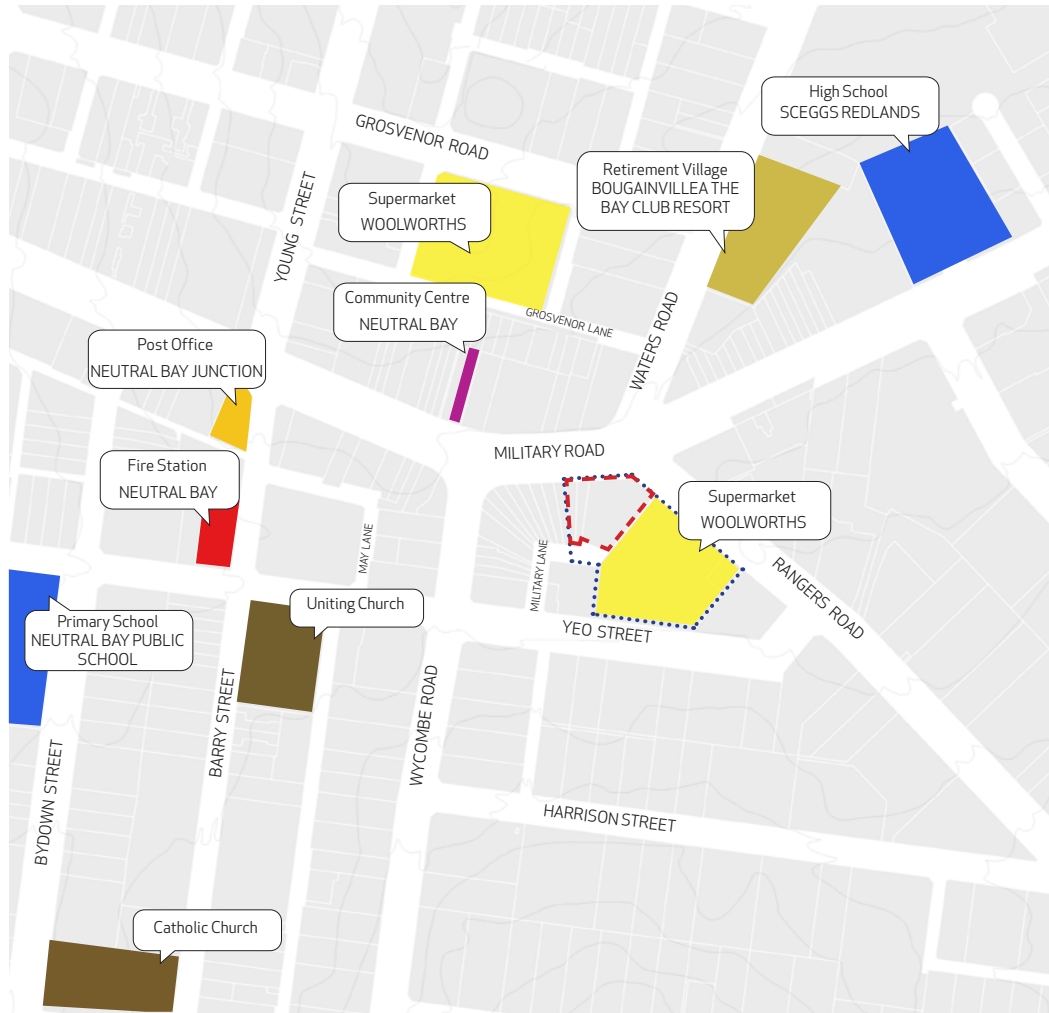 High School
SCEGGS REDLANDS
GROSVENOR ROAD
Retirement Village
BOUGAINVILLEA THE
BAY CLUB RESORT
Supermarket
WOOLWORTHS
YOUNG STREET
Community Centre
NEUTRAL BAY
GROSVENOR LANE
WATERS ROAD
Post Office
NEUTRAL BAY JUNCTION
MILITARY ROAD
Fire Station
NEUTRAL BAY
Supermarket
WOOLWORTHS
MAY LANE
MILITARY LANE
RANGERS ROAD
Uniting Church
Primary School
NEUTRAL BAY PUBLIC
SCHOOL
YEO STREET
BARRY STREET
WYCOMBE ROAD
BYDOWN STREET
HARRISON STREET
Catholic Church